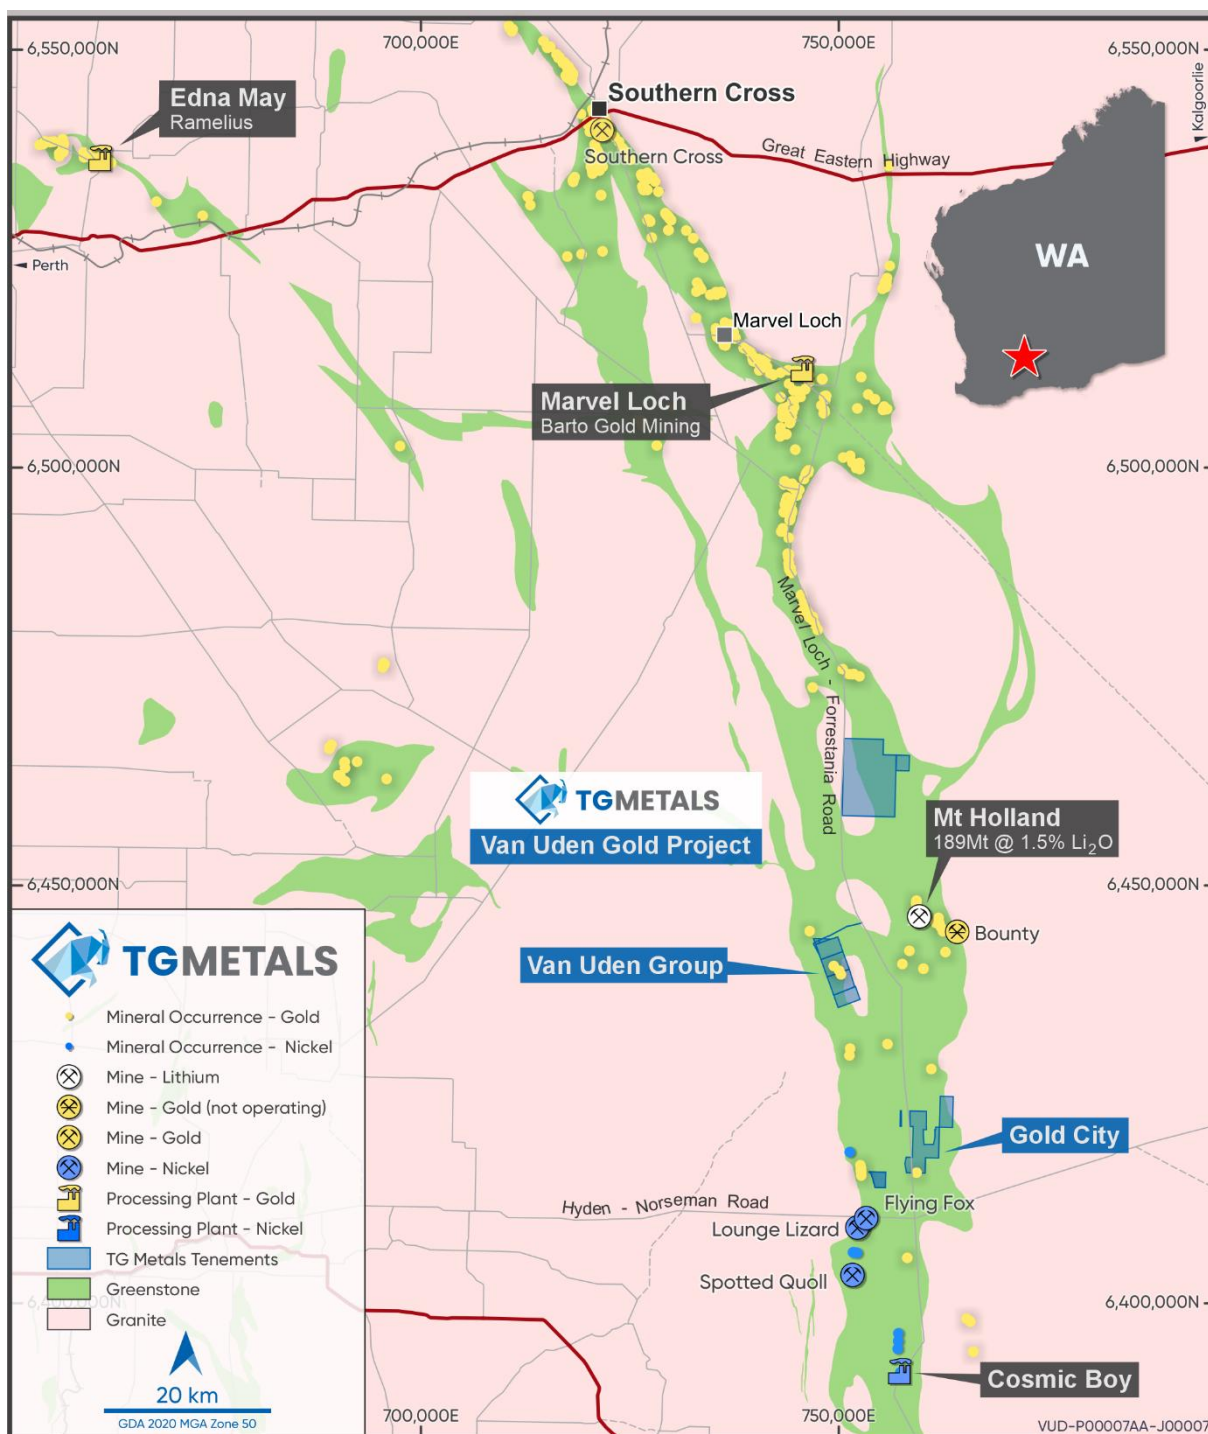 700,000E
750,000E
6,550,000N
6,550,000N
Kalgoorlie
Edna May
Ramelius
Southern Cross
Southern Cross
Great Eastern Highway
WA
Perth
Marvel Loch
Marvel Loch
Barto Gold Mining
6,500,000N
6,500,000N
Marvel Loch - Forrestania Road
TGMETALS
Van Uden Gold Project
Mt Holland
189Mt @ 1.5% Li₂O
6,450,000N
6,450,000N
Bounty
Van Uden Group
Gold City
Hyden - Norseman Road
Flying Fox
Lounge Lizard
Spotted Quoll
6,400,000N
6,400,000N
Cosmic Boy
700,000E
750,000E
VUD-P00007AA-J00007
TGMETALS
Mineral Occurrence - Gold
Mineral Occurrence - Nickel
Mine - Lithium
Mine - Gold (not operating)
Mine - Gold
Mine - Nickel
Processing Plant - Gold
Processing Plant - Nickel
TG Metals Tenements
Greenstone
Granite
20 km
GDA 2020 MGA Zone 50